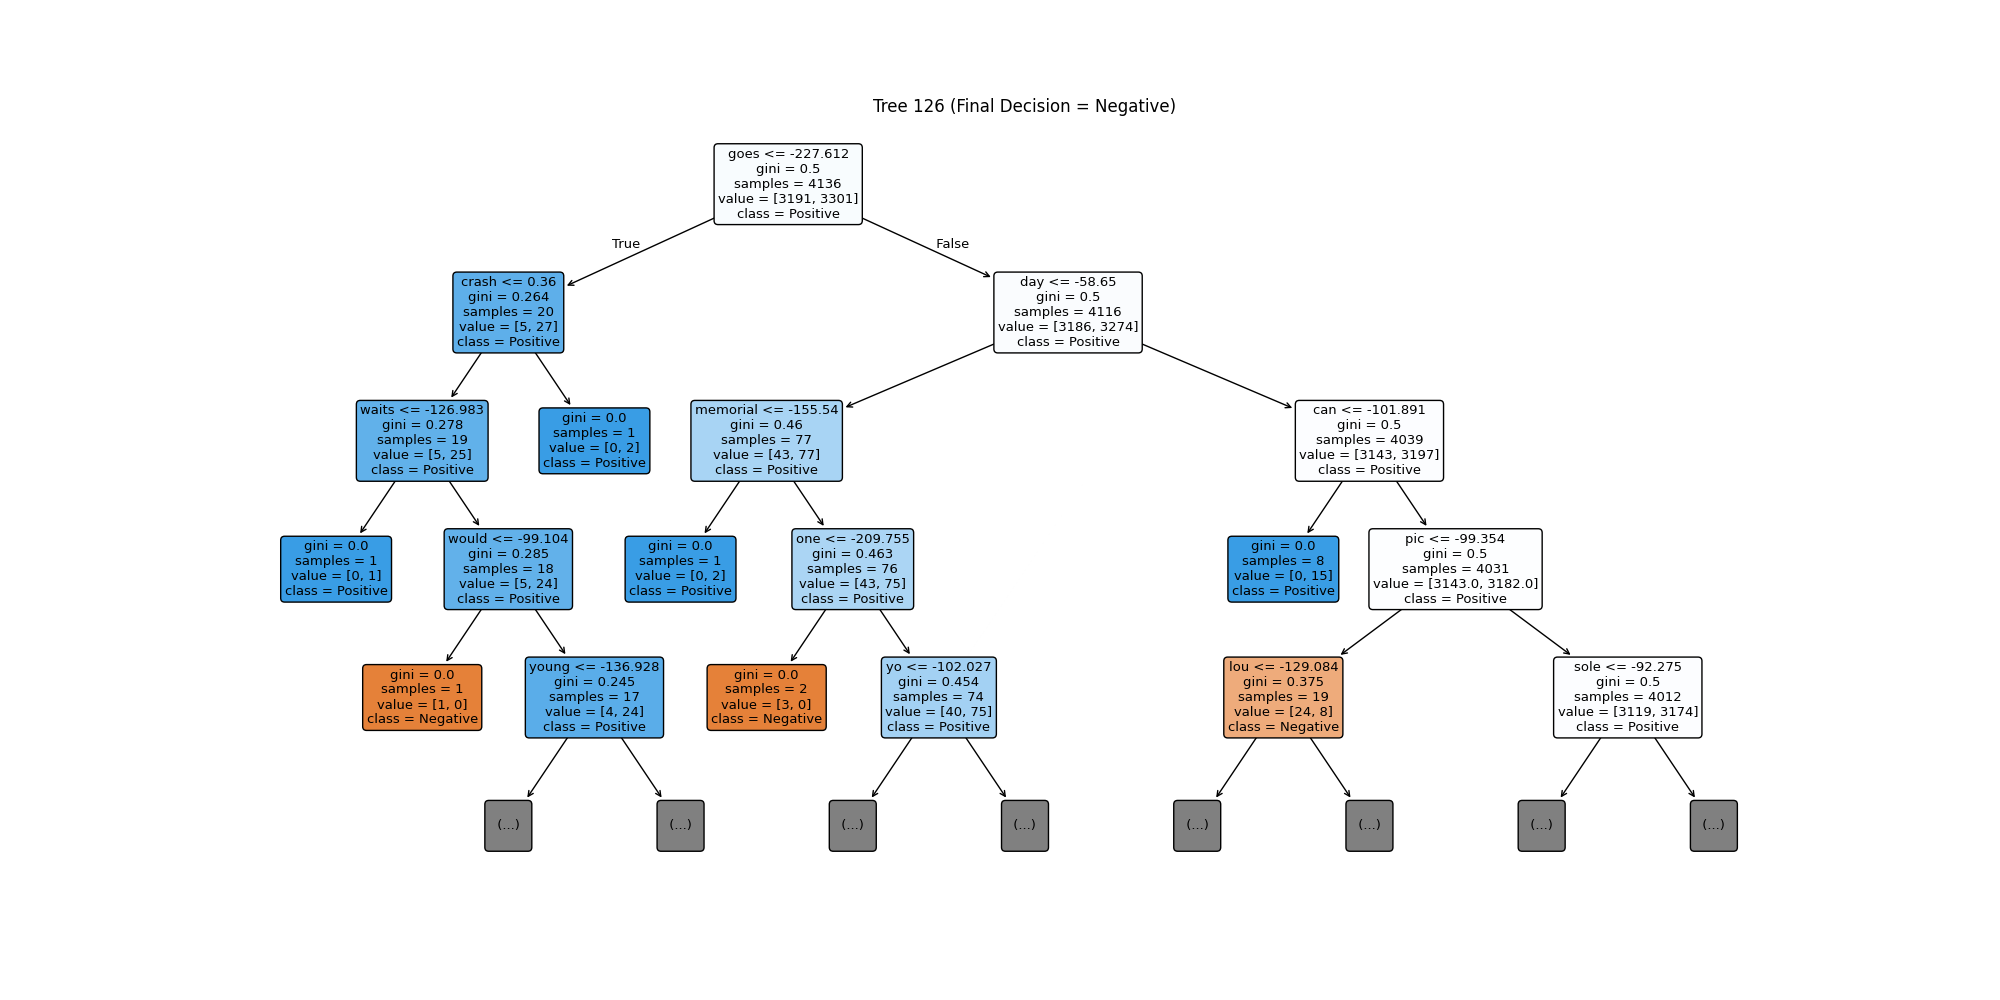 Tree 126 (Final Decision = Negative)
goes <= -227.612
gini = 0.5
samples = 4136
value = [3191, 3301]
class = Positive
True
False
crash <= 0.36
gini = 0.264
samples = 20
value = [5, 27]
class = Positive
day <= -58.65
gini = 0.5
samples = 4116
value = [3186, 3274]
class = Positive
waits <= -126.983
gini = 0.278
samples = 19
value = [5, 25]
class = Positive
gini = 0.0
samples = 1
value = [0, 2]
class = Positive
memorial <= -155.54
gini = 0.46
samples = 77
value = [43, 77]
class = Positive
can <= -101.891
gini = 0.5
samples = 4039
value = [3143, 3197]
class = Positive
gini = 0.0
samples = 1
value = [0, 1]
class = Positive
would <= -99.104
gini = 0.285
samples = 18
value = [5, 24]
class = Positive
gini = 0.0
samples = 1
value = [0, 2]
class = Positive
one <= -209.755
gini = 0.463
samples = 76
value = [43, 75]
class = Positive
gini = 0.0
samples = 8
value = [0, 15]
class = Positive
pic <= -99.354
gini = 0.5
samples = 4031
value = [3143.0, 3182.0]
class = Positive
gini = 0.0
samples = 1
value = [1, 0]
class = Negative
young <= -136.928
gini = 0.245
samples = 17
value = [4, 24]
class = Positive
gini = 0.0
samples = 2
value = [3, 0]
class = Negative
yo <= -102.027
gini = 0.454
samples = 74
value = [40, 75]
class = Positive
lou <= -129.084
gini = 0.375
samples = 19
value = [24, 8]
class = Negative
sole <= -92.275
gini = 0.5
samples = 4012
value = [3119, 3174]
class = Positive
(...)
(...)
(...)
(...)
(...)
(...)
(...)
(...)